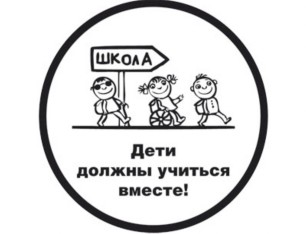 ШКОЛА
Дети
должны учиться
вместе!